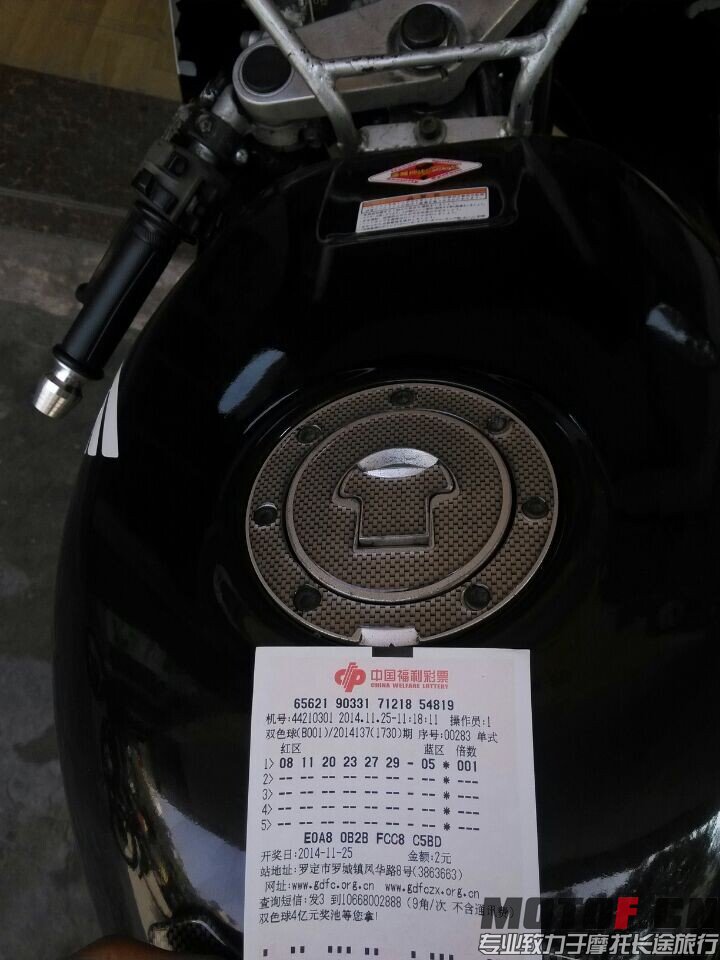 中国福利彩票
CHINA WELFARE LOTTERY
65621 90331 71218 54819
机号:44210301 2014.11.25-11:18:11 操作员:1
双色球(B001)/2014137(1730)期 序号:00283 单式
红区 蓝区 倍数
1> 08 11 20 23 27 29 - 05 * 001
2> -- -- -- -- -- -- - -- * ---
3> -- -- -- -- -- -- - -- * ---
4> -- -- -- -- -- -- - -- * ---
5> -- -- -- -- -- -- - -- * ---
E0A8 0B2B FCC8 C5BD
开奖日:2014-11-25 金额:2元
站地址:罗定市罗城镇凤华路8号(3863663)
网址:www.gdfc.org.cn www.gdfczx.org.cn
查询短信:发3 到10668002888 (9角/次 不含通讯费)
双色球4亿元奖池等您拿!
MOTOFAN.CN
专业致力于摩托长途旅行